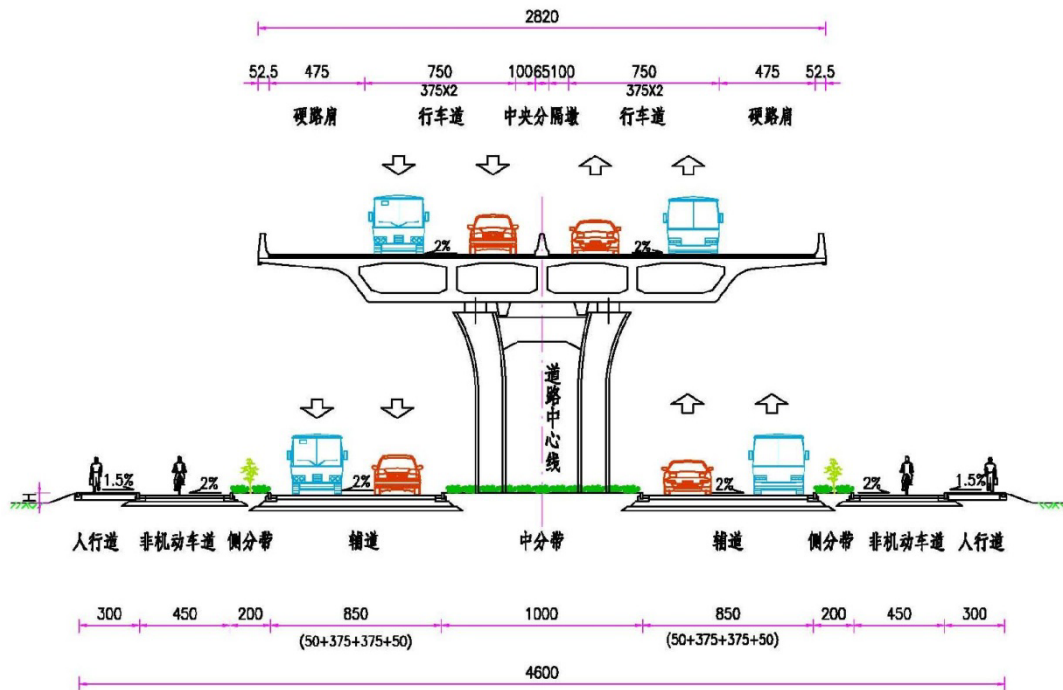 2820
52.5 475 750 100 65 100 750 475 52.5
375X2 375X2
硬路肩 行车道 中央分隔墩 行车道 硬路肩
2% 2%
道路中心线
1.5% 2% 2% 2% 2% 1.5%
人行道 非机动车道 侧分带 辅道 中分带 辅道 侧分带 非机动车道 人行道
300 450 200 850 1000 850 200 450 300
(50+375+375+50) (50+375+375+50)
4600